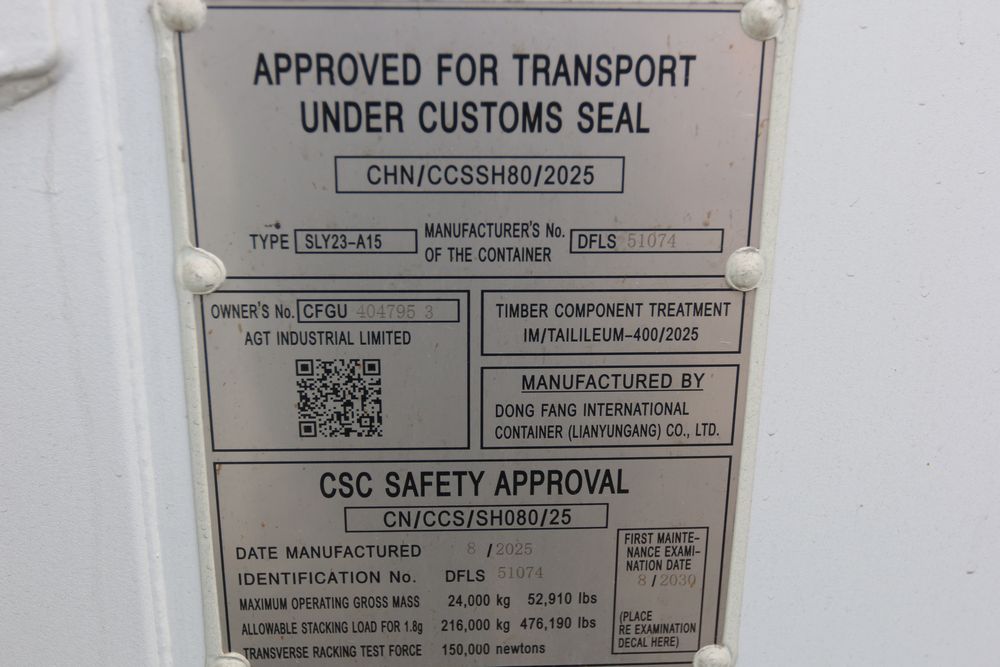 APPROVED FOR TRANSPORT
UNDER CUSTOMS SEAL
CHN/CCSSH80/2025
TYPE SLY23-A15
MANUFACTURER'S No.
OF THE CONTAINER
DFLS 51074
OWNER'S No. CFGU 404795 3
AGT INDUSTRIAL LIMITED
TIMBER COMPONENT TREATMENT
IM/TAILILEUM-400/2025
MANUFACTURED BY
DONG FANG INTERNATIONAL
CONTAINER (LIANYUNGANG) CO., LTD.
CSC SAFETY APPROVAL
CN/CCS/SH080/25
DATE MANUFACTURED 8 / 2025
IDENTIFICATION No. DFLS 51074
MAXIMUM OPERATING GROSS MASS 24,000 kg 52,910 lbs
ALLOWABLE STACKING LOAD FOR 1.8g 216,000 kg 476,190 lbs
TRANSVERSE RACKING TEST FORCE 150,000 newtons
FIRST MAINTE-
NANCE EXAMI-
NATION DATE
8 / 2030
(PLACE
RE EXAMINATION
DECAL HERE)